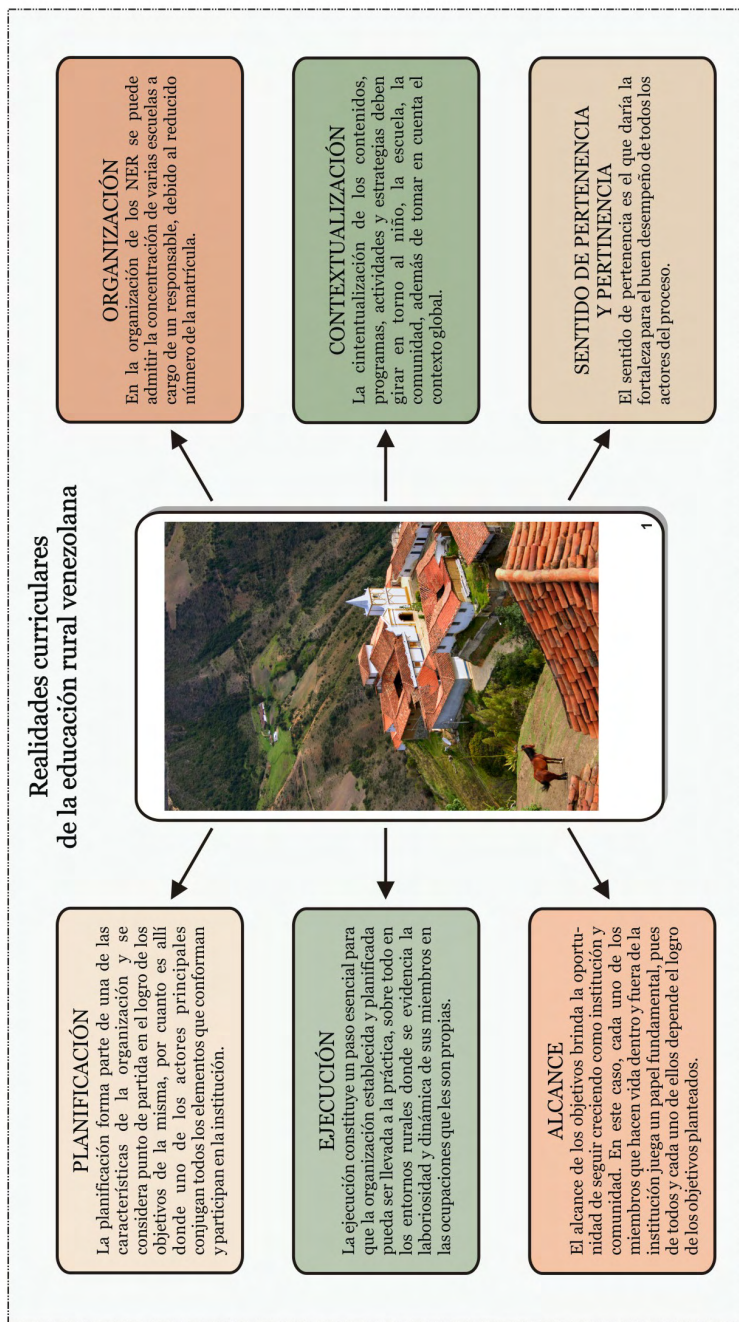 Realidades curriculares
de la educación rural venezolana
PLANIFICACIÓN
La planificación forma parte de una de las
características de la organización y se
considera punto de partida en el logro de los
objetivos de la misma, por cuanto es allí
donde uno de los actores principales
conjugan todos los elementos que conforman
y participan en la institución.
EJECUCIÓN
La ejecución constituye un paso esencial para
que la organización establecida y planificada
pueda ser llevada a la práctica, sobre todo en
los entornos rurales donde se evidencia la
laboriosidad y dinámica de sus miembros en
las ocupaciones que les son propias.
ALCANCE
El alcance de los objetivos brinda la oportu-
nidad de seguir creciendo como institución y
comunidad. En este caso, cada uno de los
miembros que hacen vida dentro y fuera de la
institución juega un papel fundamental, pues
de todos y cada uno de ellos depende el logro
de los objetivos planteados.
1
ORGANIZACIÓN
En la organización de los NER se puede
admitir la concentración de varias escuelas a
cargo de un responsable, debido al reducido
número de la matrícula.
CONTEXTUALIZACIÓN
La cintentualización de los contenidos,
programas, actividades y estrategias deben
girar en torno al niño, la escuela, la
comunidad, además de tomar en cuenta el
contexto global.
SENTIDO DE PERTENENCIA
Y PERTINENCIA
El sentido de pertenencia es el que daría la
fortaleza para el buen desempeño de todos los
actores del proceso.